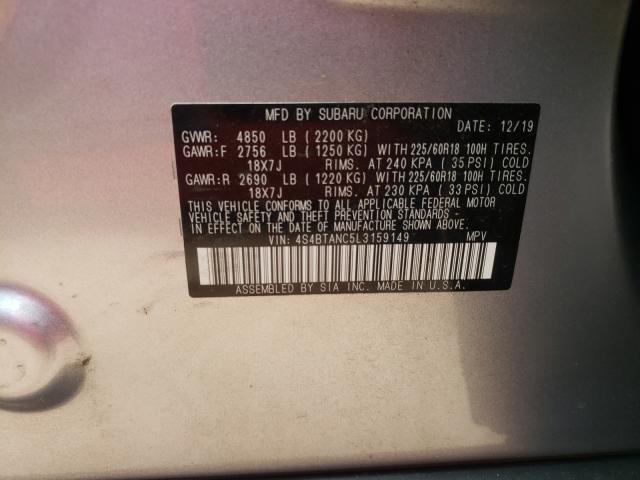 MFD BY SUBARU CORPORATION
DATE: 12/19
GVWR: 4850 LB (2200 KG)
GAWR:F 2756 LB (1250 KG) WITH 225/60R18 100H TIRES.
18X7J RIMS. AT 240 KPA (35 PSI) COLD
GAWR:R 2690 LB (1220 KG) WITH 225/60R18 100H TIRES.
18X7J RIMS. AT 230 KPA (33 PSI) COLD
THIS VEHICLE CONFORMS TO ALL APPLICABLE FEDERAL MOTOR
VEHICLE SAFETY AND THEFT PREVENTION STANDARDS
IN EFFECT ON THE DATE OF MANUFACTURE SHOWN ABOVE.
VIN: 4S4BTANC5L3159149 MPV
ASSEMBLED BY SIA INC. MADE IN U.S.A.